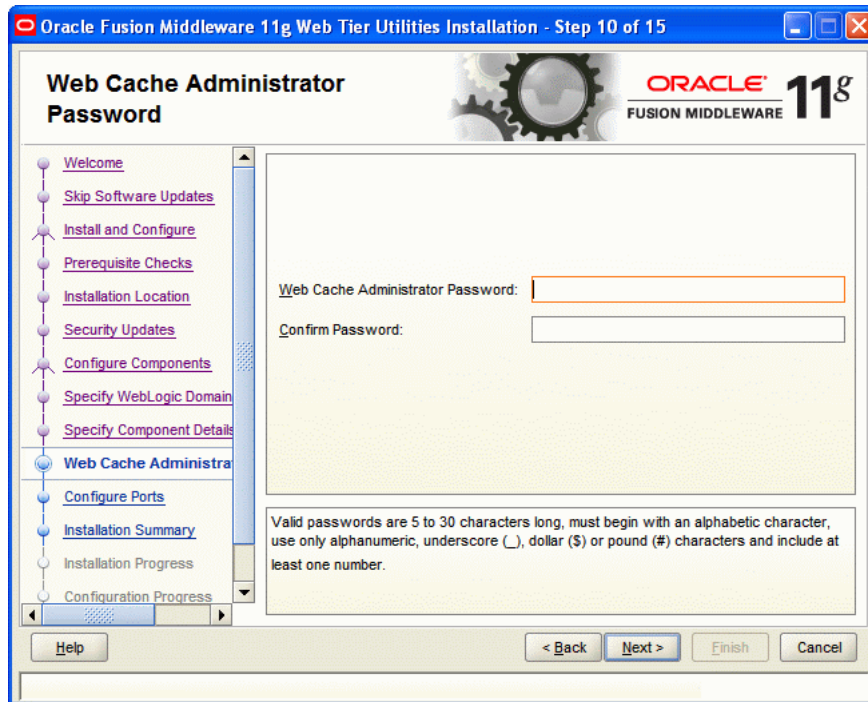 Oracle Fusion Middleware 11g Web Tier Utilities Installation - Step 10 of 15
Web Cache Administrator
Password
ORACLE®
FUSION MIDDLEWARE
11g
Welcome
Skip Software Updates
Install and Configure
Prerequisite Checks
Installation Location
Security Updates
Configure Components
Specify WebLogic Domain
Specify Component Details
Web Cache Administra
Configure Ports
Installation Summary
Installation Progress
Configuration Progress
Web Cache Administrator Password:
Confirm Password:
Valid passwords are 5 to 30 characters long, must begin with an alphabetic character,
use only alphanumeric, underscore (_), dollar ($) or pound (#) characters and include at
least one number.
Help
< Back
Next >
Finish
Cancel